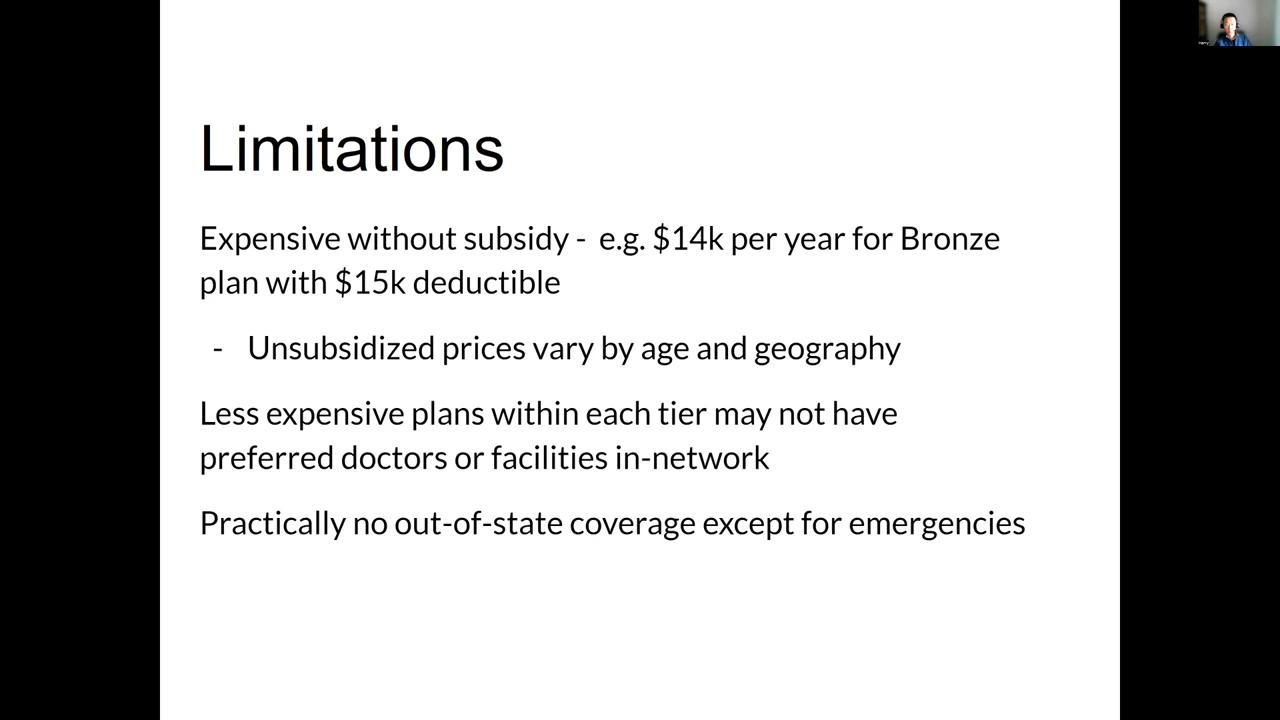 Limitations
Expensive without subsidy - e.g. $14k per year for Bronze
plan with $15k deductible
- Unsubsidized prices vary by age and geography
Less expensive plans within each tier may not have
preferred doctors or facilities in-network
Practically no out-of-state coverage except for emergencies